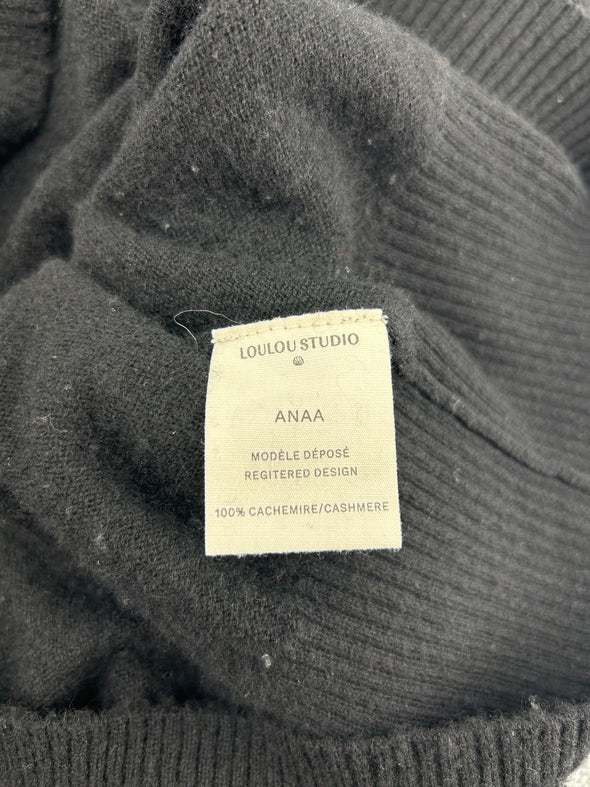 LOULOU STUDIO
ANAA
MODÈLE DÉPOSÉ
REGITERED DESIGN
100% CACHEMIRE/CASHMERE